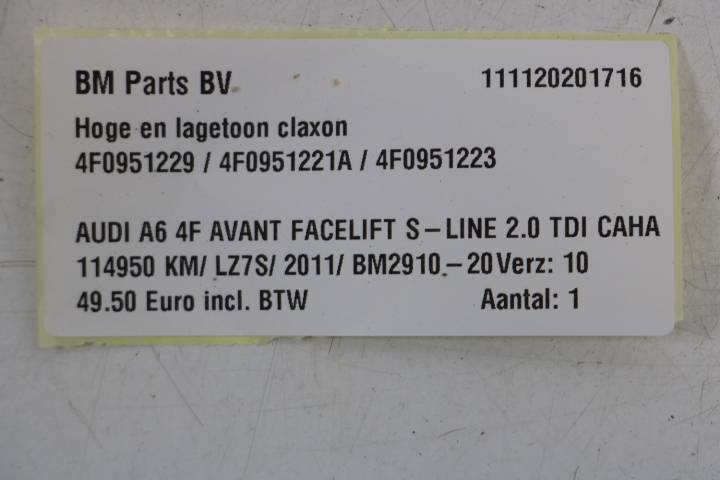 BM Parts BV 111120201716
Hoge en lagetoon claxon
4F0951229 / 4F0951221A / 4F0951223
AUDI A6 4F AVANT FACELIFT S-LINE 2.0 TDI CAHA
114950 KM/ LZ7S/ 2011/ BM2910.-20Verz: 10
49.50 Euro incl. BTW Aantal: 1